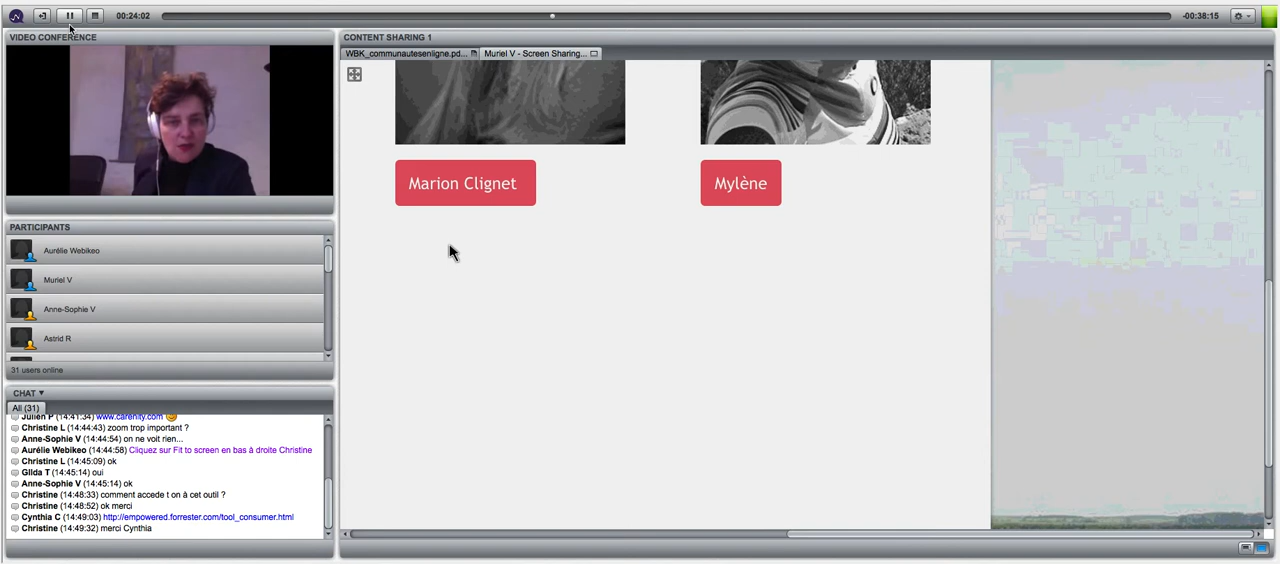 00:24:02
-00:38:15
VIDEO CONFERENCE
PARTICIPANTS
Aurélie Webikeo
Muriel V
Anne-Sophie V
Astrid R
31 users online
CHAT ▼
All (31)
Julien P (14:41:34) www.carenity.com
Christine L (14:44:43) zoom trop important ?
Anne-Sophie V (14:44:54) on ne voit rien...
Aurélie Webikeo (14:44:58) Cliquez sur Fit to screen en bas à droite Christine
Christine L (14:45:09) ok
Gilda T (14:45:14) oui
Anne-Sophie V (14:45:14) ok
Christine (14:48:33) comment accede t on à cet outil ?
Christine (14:48:52) ok merci
Cynthia C (14:49:03) http://empowered.forrester.com/tool_consumer.html
Christine (14:49:32) merci Cynthia
CONTENT SHARING 1
WBK_communautesenligne.pd...
Muriel V - Screen Sharing...
Marion Clignet
Mylène